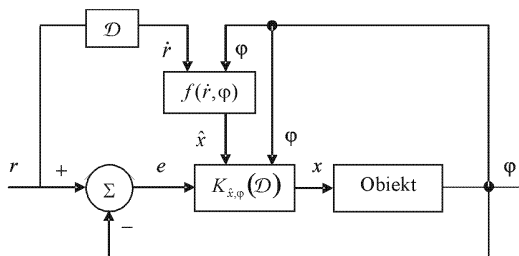 𝒟
ṙ
φ
f(ṙ,φ)
x̂
φ
r
+
Σ
e
K_{x̂,φ}(𝒟)
x
Obiekt
φ
−